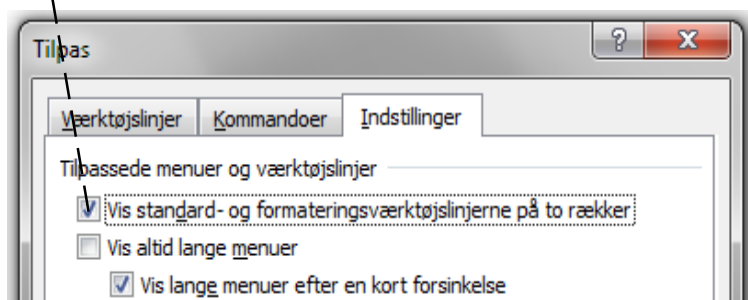 Tilpas
Værktøjslinjer Kommandoer Indstillinger
Tilpassede menuer og værktøjslinjer
Vis standard- og formateringsværktøjslinjerne på to rækker
Vis altid lange menuer
Vis lange menuer efter en kort forsinkelse